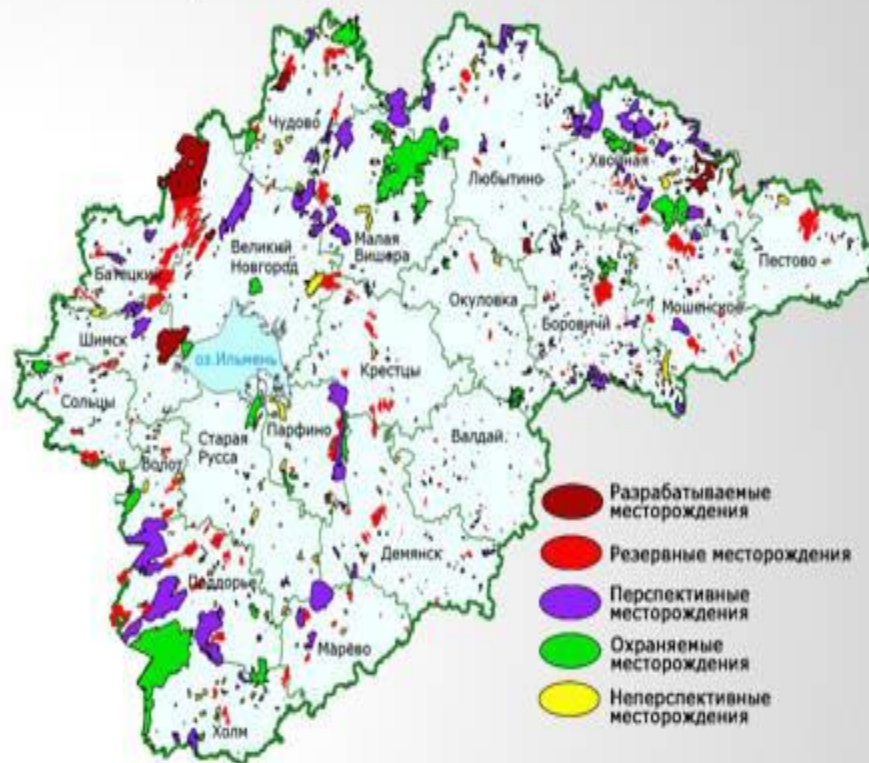 Чудово
Хвойная
Любытино
Малая
Вишера
Великий
Новгород
Батецкий
Пестово
Окуловка
Мошенское
Боровичи
Шимск
оз.Ильмень
Крестцы
Сольцы
Старая
Русса
Парфино
Валдай
Волот
Демянск
Поддорье
Марёво
Холм
Разрабатываемые
месторождения
Резервные месторождения
Перспективные
месторождения
Охраняемые
месторождения
Неперспективные
месторождения